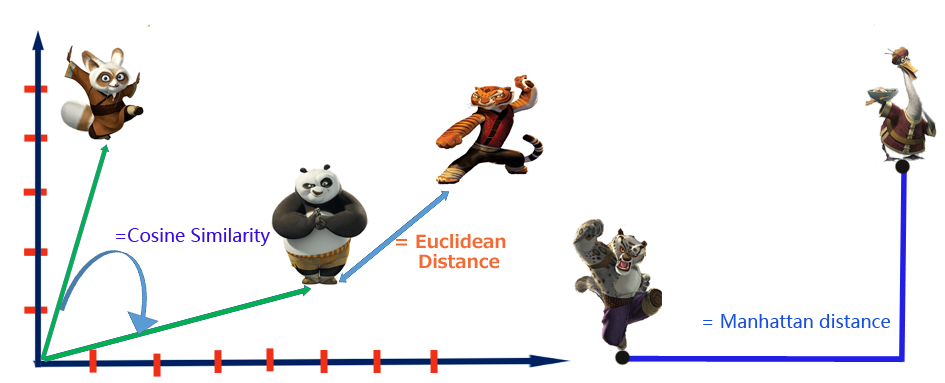 =Cosine Similarity
= Euclidean
Distance
= Manhattan distance